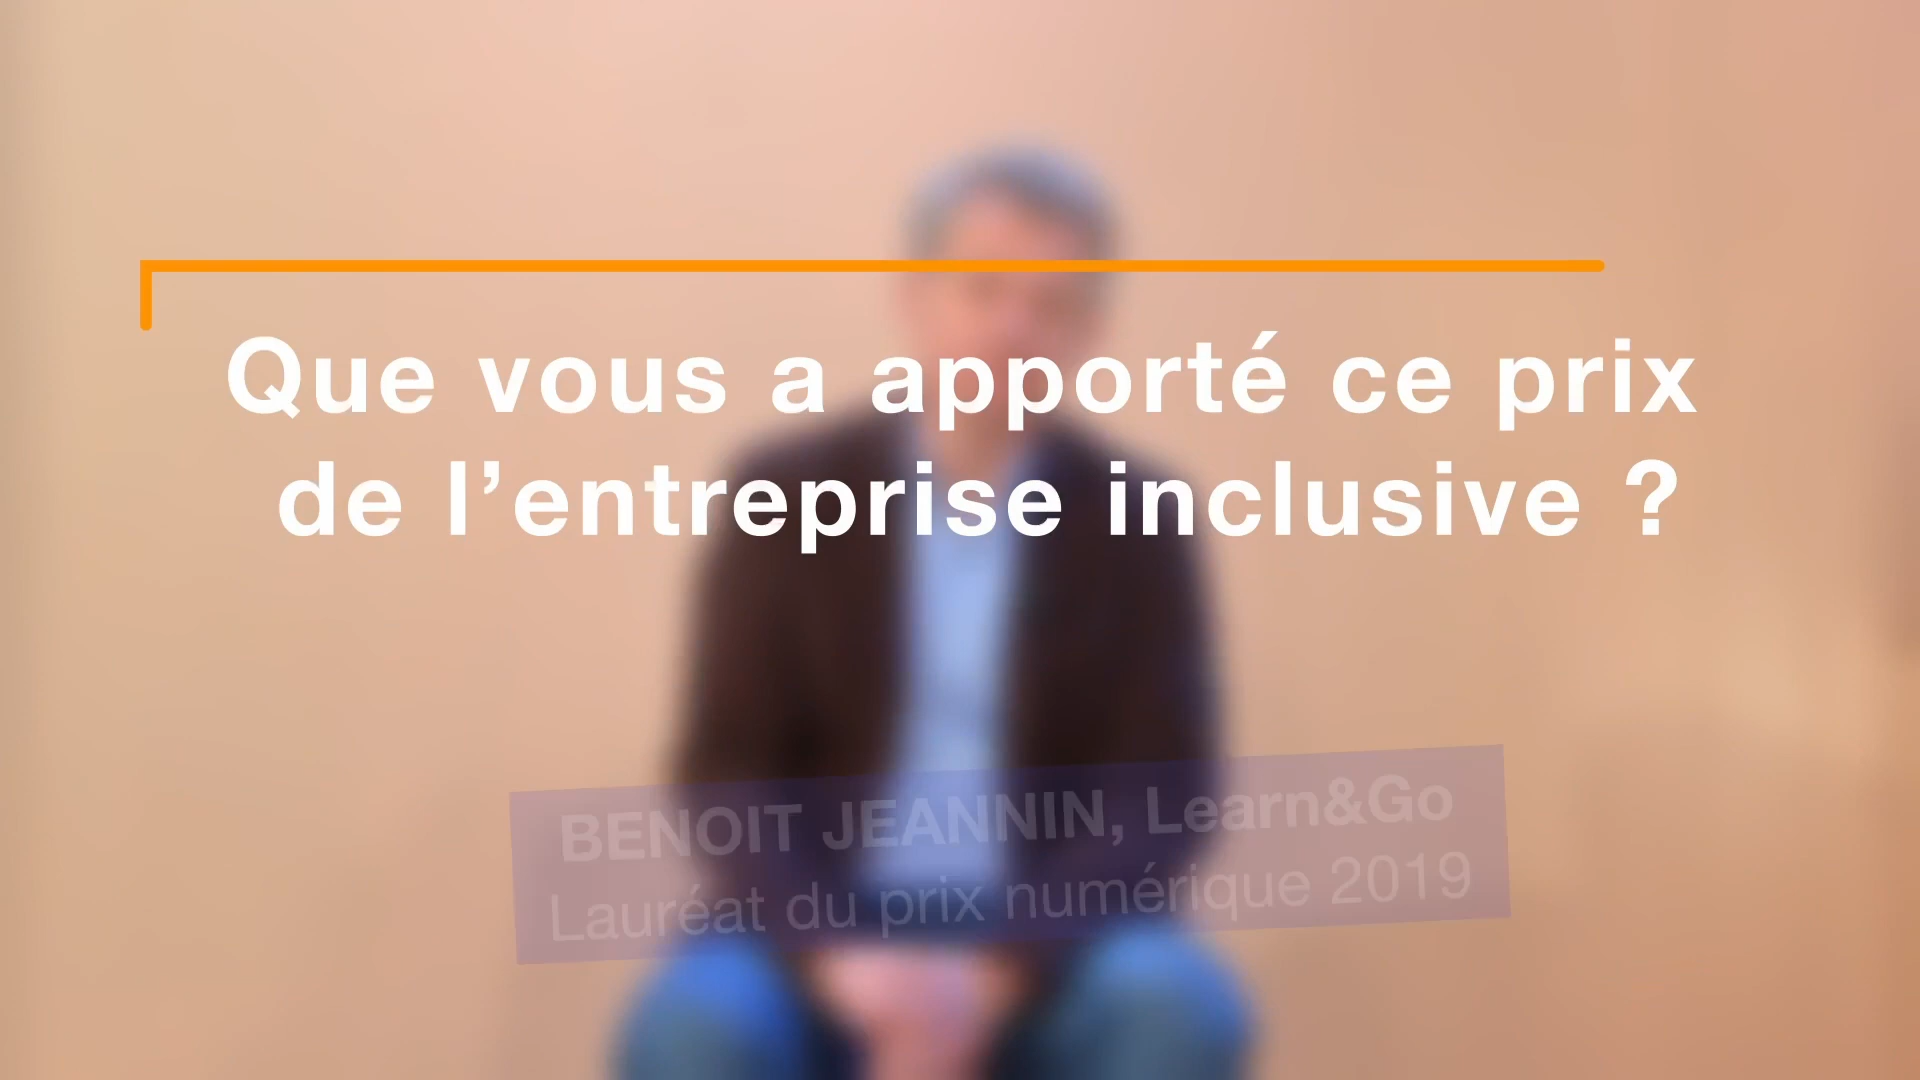 Que vous a apporté ce prix
de l’entreprise inclusive ?
BENOIT JEANNIN, Learn&Go
Lauréat du prix numérique 2019